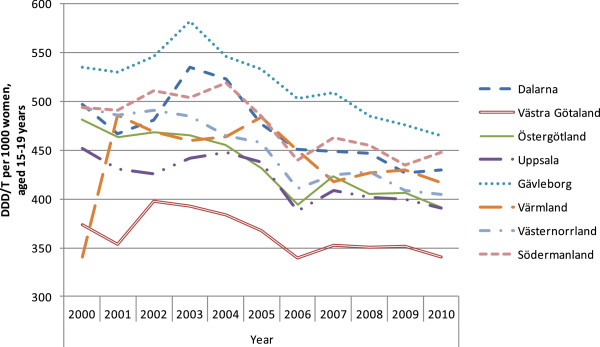 DDD/T per 1000 women,
aged 15-19 years
600
550
500
450
400
350
300
2000 2001 2002 2003 2004 2005 2006 2007 2008 2009 2010
Year
Dalarna
Västra Götaland
Östergötland
Uppsala
Gävleborg
Värmland
Västernorrland
Södermanland